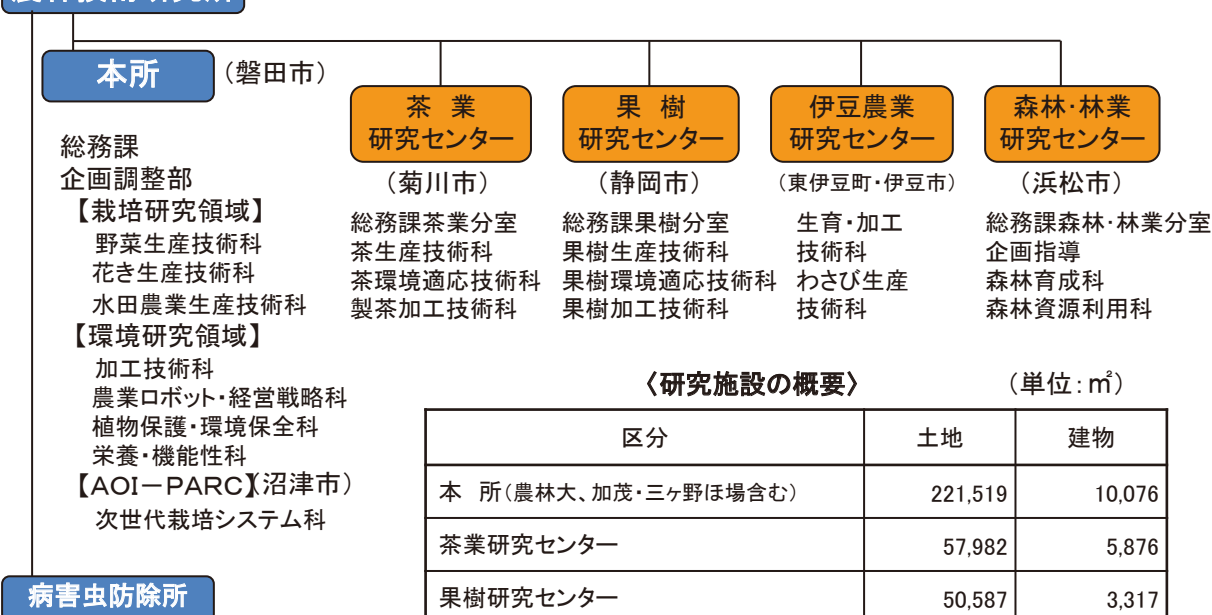 農林技術研究所
本所
(磐田市)
総務課
企画調整部
【栽培研究領域】
野菜生産技術科
花き生産技術科
水田農業生産技術科
【環境研究領域】
加工技術科
農業ロボット・経営戦略科
植物保護・環境保全科
栄養・機能性科
【AOI－PARC】(沼津市)
次世代栽培システム科
病害虫防除所
茶 業
研究センター
(菊川市)
総務課茶業分室
茶生産技術科
茶環境適応技術科
製茶加工技術科
果 樹
研究センター
(静岡市)
総務課果樹分室
果樹生産技術科
果樹環境適応技術科
果樹加工技術科
伊豆農業
研究センター
(東伊豆町・伊豆市)
生育・加工
技術科
わさび生産
技術科
森林・林業
研究センター
(浜松市)
総務課森林・林業分室
企画指導
森林育成科
森林資源利用科
〈研究施設の概要〉 (単位:㎡)
区分 土地 建物
本 所(農林大、加茂・三ヶ野ほ場含む) 221,519 10,076
茶業研究センター 57,982 5,876
果樹研究センター 50,587 3,317